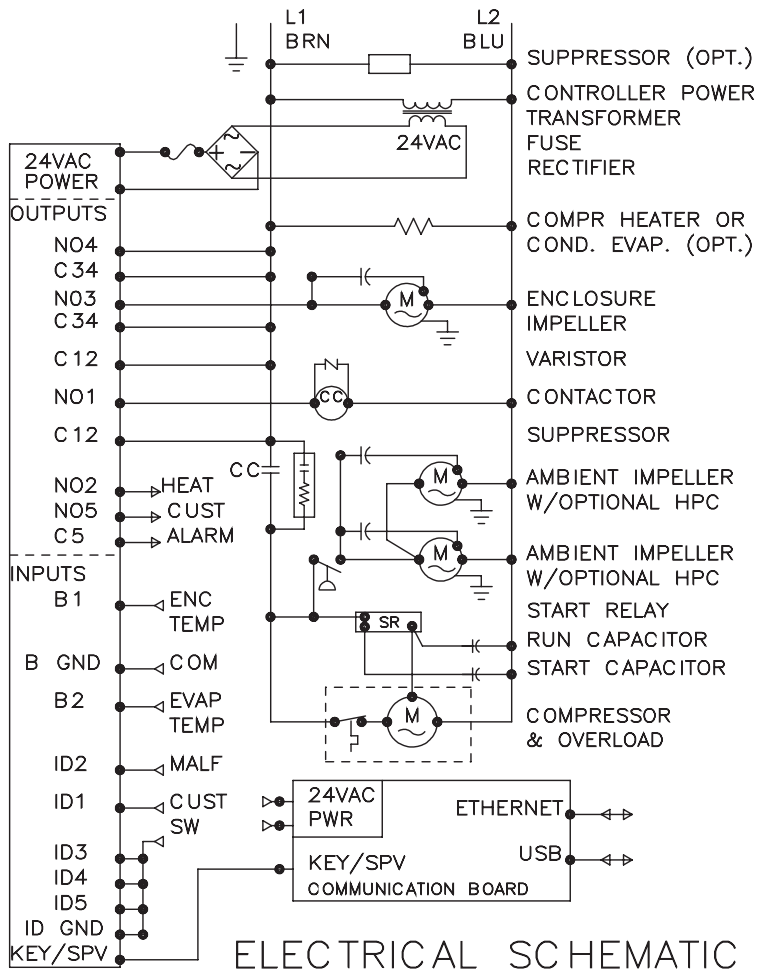 L1
BRN
L2
BLU
SUPPRESSOR (OPT.)
CONTROLLER POWER
TRANSFORMER
FUSE
RECTIFIER
24VAC
24VAC
POWER
+
-
OUTPUTS
NO4
C34
NO3
C34
C12
NO1
C12
NO2
HEAT
NO5
CUST
C5
ALARM
COMPR HEATER OR
COND. EVAP. (OPT.)
M
ENCLOSURE
IMPELLER
VARISTOR
N
CC
CONTACTOR
SUPPRESSOR
CC
M
AMBIENT IMPELLER
W/OPTIONAL HPC
M
AMBIENT IMPELLER
W/OPTIONAL HPC
START RELAY
SR
RUN CAPACITOR
START CAPACITOR
M
COMPRESSOR
& OVERLOAD
INPUTS
B1
ENC
TEMP
B GND
COM
B2
EVAP
TEMP
ID2
MALF
ID1
CUST
SW
ID3
ID4
ID5
ID GND
KEY/SPV
24VAC
PWR
ETHERNET
USB
KEY/SPV
COMMUNICATION BOARD
ELECTRICAL SCHEMATIC